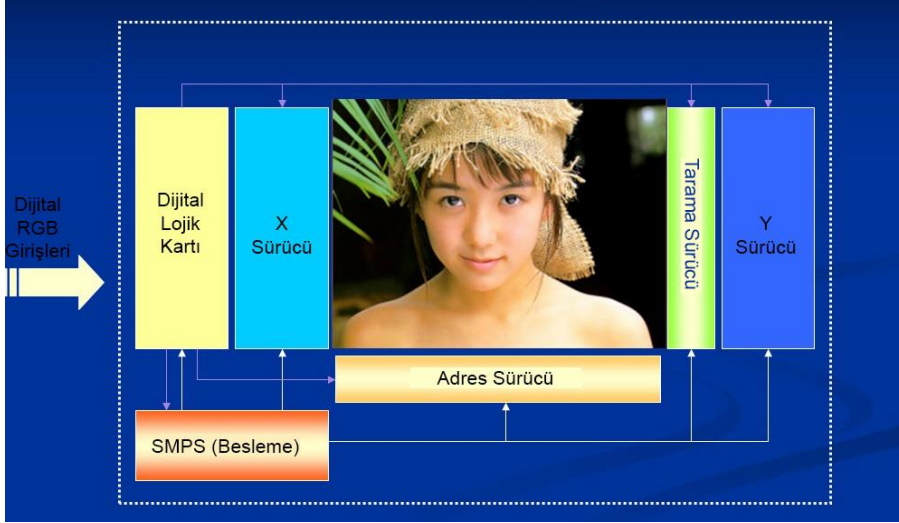 Dijital
RGB
Girişleri
Dijital
Lojik
Kartı
X
Sürücü
Tarama Sürücü
Y
Sürücü
Adres Sürücü
SMPS (Besleme)